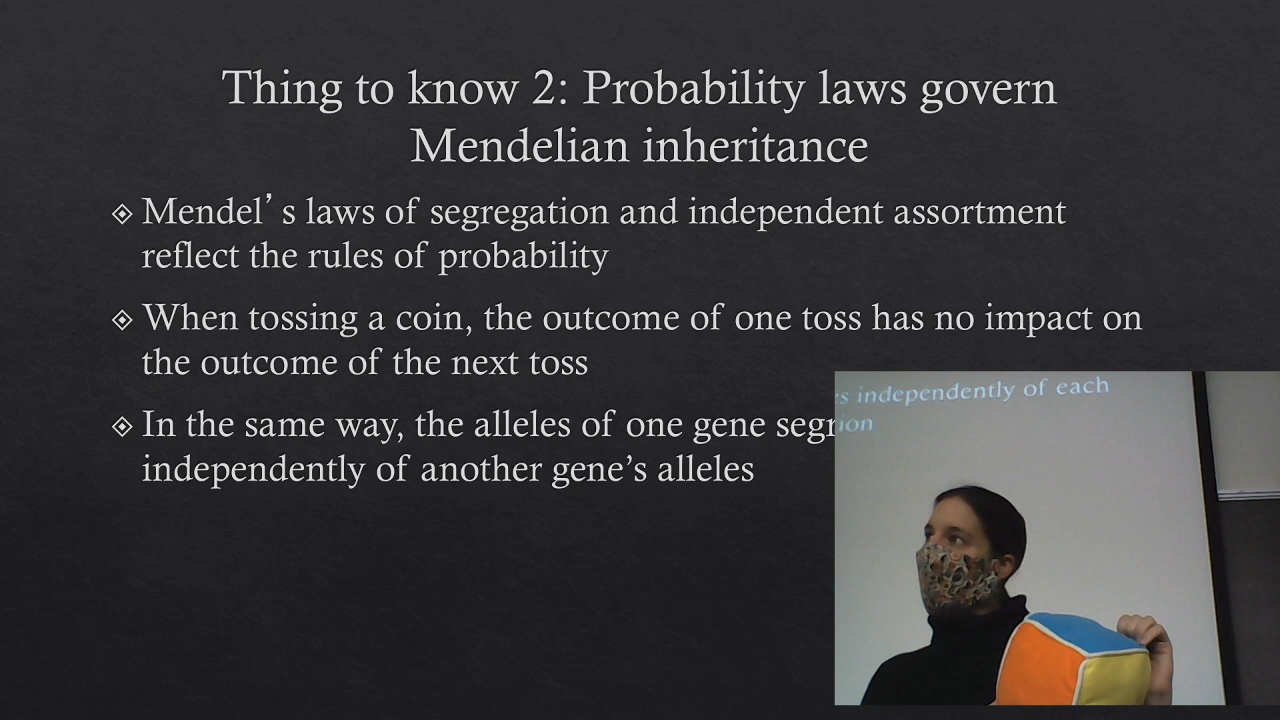 Thing to know 2: Probability laws govern
Mendelian inheritance
Mendel’s laws of segregation and independent assortment
reflect the rules of probability
When tossing a coin, the outcome of one toss has no impact on
the outcome of the next toss
In the same way, the alleles of one gene
independently of another gene’s alleles
independently of each